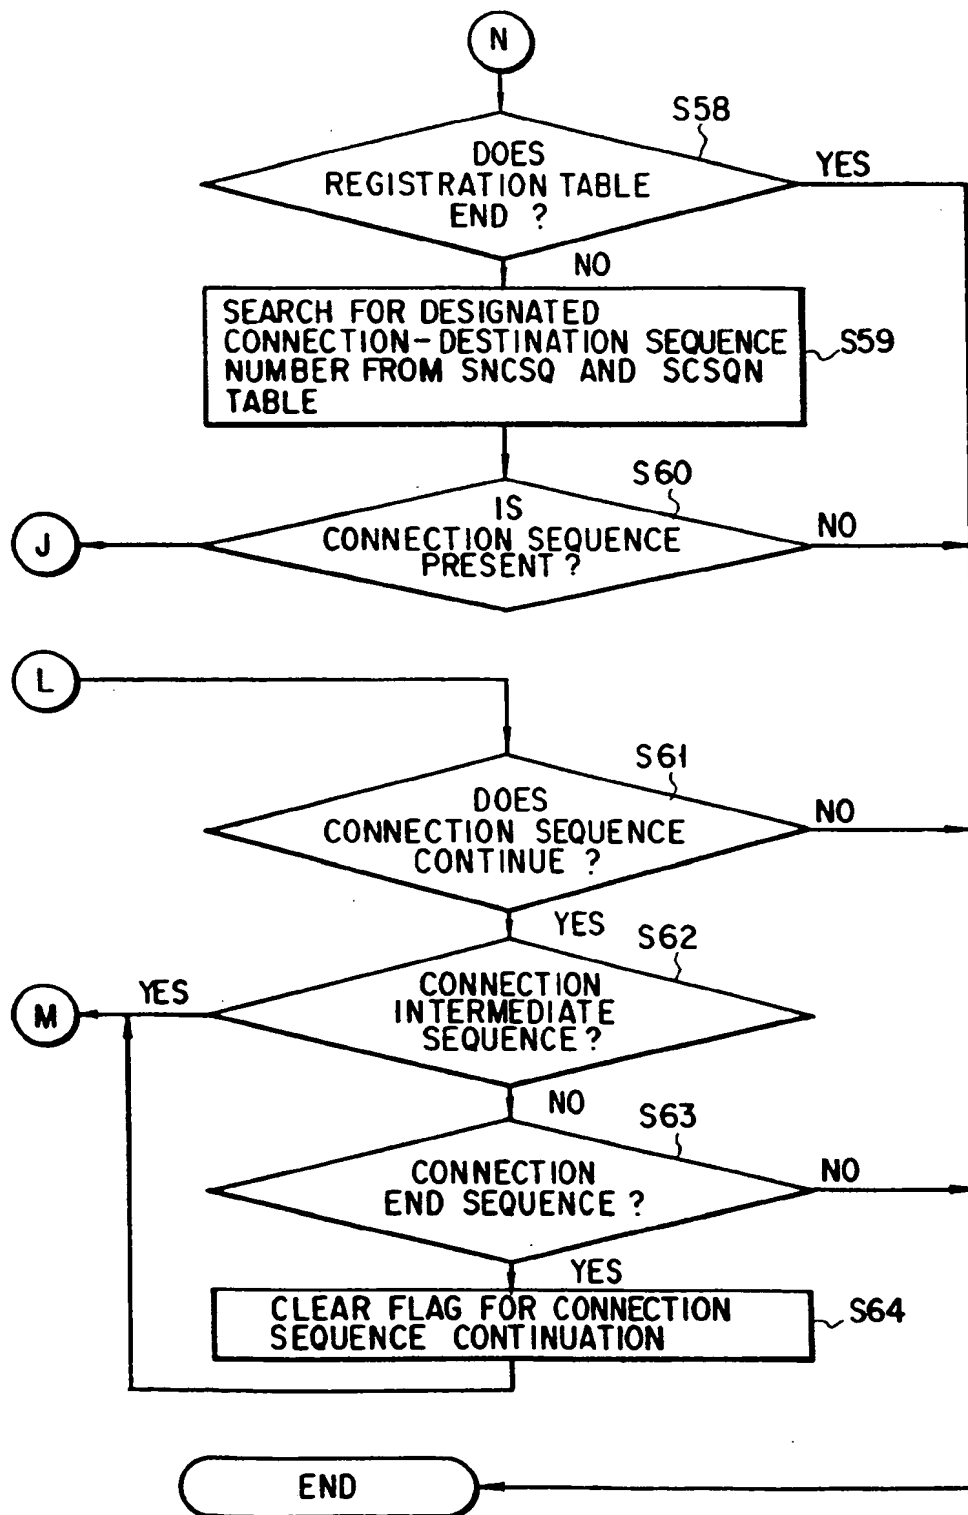 N
S58
DOES
REGISTRATION TABLE
END ?
YES
NO
SEARCH FOR DESIGNATED
CONNECTION-DESTINATION SEQUENCE
NUMBER FROM SNCSQ AND SCSQN
TABLE
S59
S60
IS
CONNECTION SEQUENCE
PRESENT ?
NO
J
L
S61
DOES
CONNECTION SEQUENCE
CONTINUE ?
NO
YES
S62
CONNECTION
INTERMEDIATE
SEQUENCE ?
YES
M
NO
S63
CONNECTION
END SEQUENCE ?
NO
YES
CLEAR FLAG FOR CONNECTION
SEQUENCE CONTINUATION
S64
END